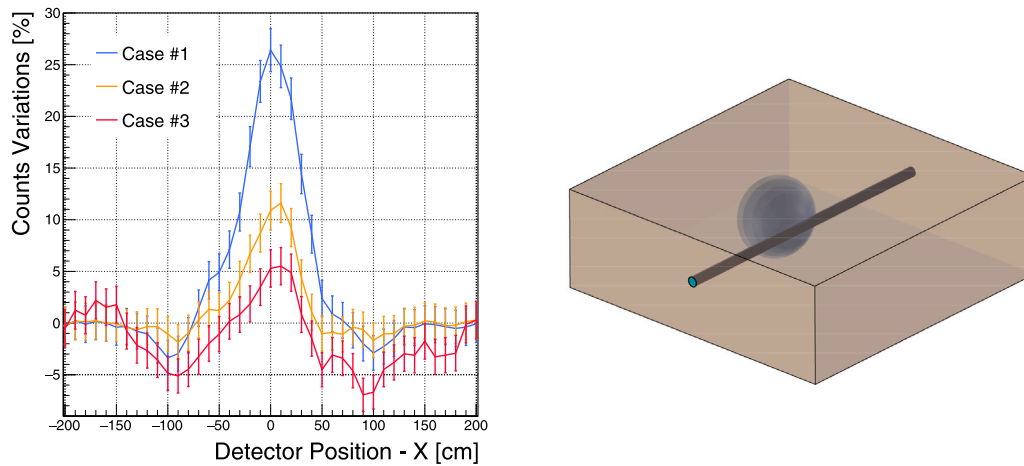 Counts Variations [%]
30
25
20
15
10
5
0
−5
Case #1
Case #2
Case #3
−200 −150 −100 −50 0 50 100 150 200
Detector Position - X [cm]